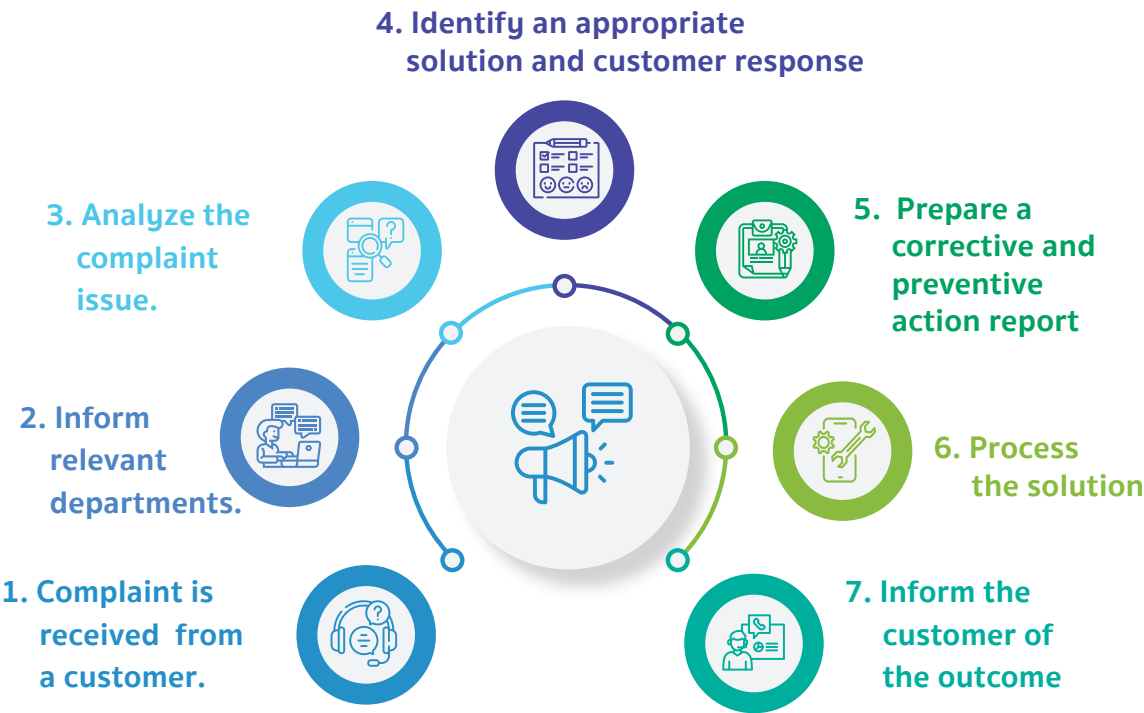 1. Complaint is
received from
a customer.
2. Inform
relevant
departments.
3. Analyze the
complaint
issue.
4. Identify an appropriate
solution and customer response
5. Prepare a
corrective and
preventive
action report
6. Process
the solution
7. Inform the
customer of
the outcome